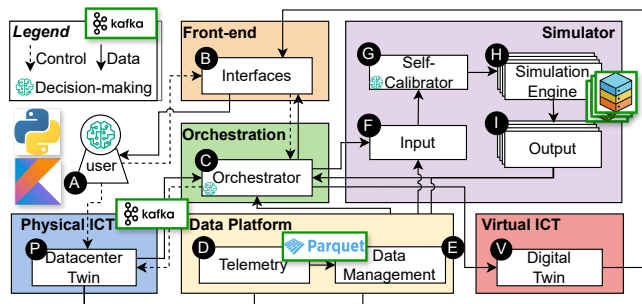 Legend
kafka
Control
Data
Decision-making
Front-end
B
Interfaces
Simulator
G
Self-
Calibrator
H
Simulation
Engine
user
A
Orchestration
C
Orchestrator
F
Input
I
Output
Physical ICT
kafka
P
Datacenter
Twin
Data Platform
D
Telemetry
Parquet
E
Data
Management
Virtual ICT
V
Digital
Twin